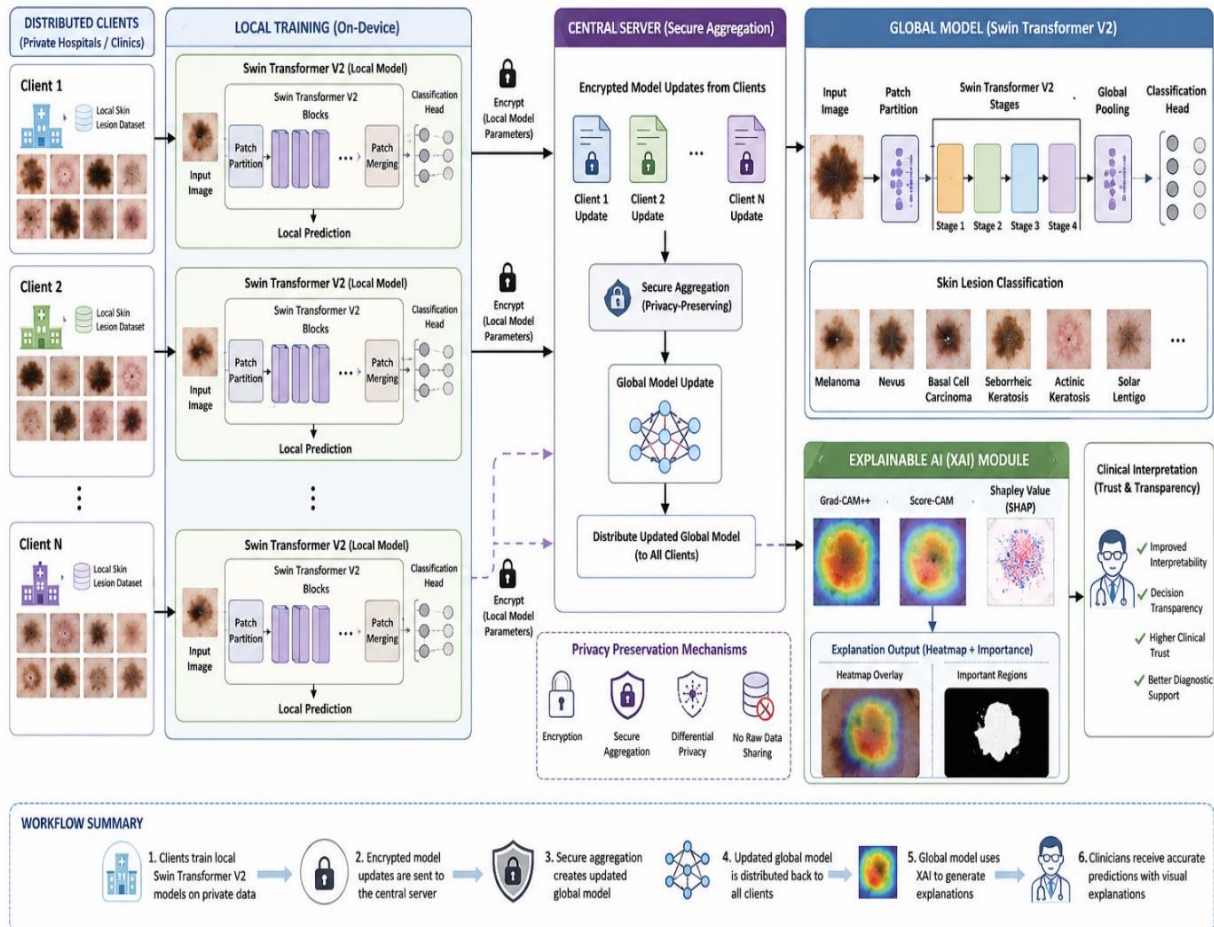 DISTRIBUTED CLIENTS
(Private Hospitals / Clinics)
Client 1
Local Skin
Lesion Dataset
Client 2
Local Skin
Lesion Dataset
Client N
Local Skin
Lesion Dataset
LOCAL TRAINING (On-Device)
Swin Transformer V2 (Local Model)
Swin Transformer V2
Blocks
Classification
Head
Patch
Partition
Patch
Merging
Input
Image
Local Prediction
Swin Transformer V2 (Local Model)
Swin Transformer V2
Blocks
Classification
Head
Patch
Partition
Patch
Merging
Input
Image
Local Prediction
Swin Transformer V2 (Local Model)
Swin Transformer V2
Blocks
Classification
Head
Patch
Partition
Patch
Merging
Input
Image
Local Prediction
Encrypt
(Local Model
Parameters)
Encrypt
(Local Model
Parameters)
Encrypt
(Local Model
Parameters)
CENTRAL SERVER (Secure Aggregation)
Encrypted Model Updates from Clients
...
Client 1
Update
Client 2
Update
Client N
Update
Secure Aggregation
(Privacy-Preserving)
Global Model Update
Distribute Updated Global Model
(to All Clients)
Privacy Preservation Mechanisms
Encryption
Secure
Aggregation
Differential
Privacy
No Raw Data
Sharing
GLOBAL MODEL (Swin Transformer V2)
Input
Image
Patch
Partition
Swin Transformer V2
Stages
Global
Pooling
Classification
Head
Stage 1
Stage 2
Stage 3
Stage 4
Skin Lesion Classification
...
Melanoma
Nevus
Basal Cell
Carcinoma
Seborrheic
Keratosis
Actinic
Keratosis
Solar
Lentigo
EXPLAINABLE AI (XAI) MODULE
Grad-CAM++
Score-CAM
Shapley Value
(SHAP)
Explanation Output (Heatmap + Importance)
Heatmap Overlay
Important Regions
Clinical Interpretation
(Trust & Transparency)
Improved
Interpretability
Decision
Transparency
Higher Clinical
Trust
Better Diagnostic
Support
WORKFLOW SUMMARY
1. Clients train local
Swin Transformer V2
models on private data
2. Encrypted model
updates are sent to
the central server
3. Secure aggregation
creates updated
global model
4. Updated global model
is distributed back to
all clients
5. Global model uses
XAI to generate
explanations
6. Clinicians receive accurate
predictions with visual
explanations